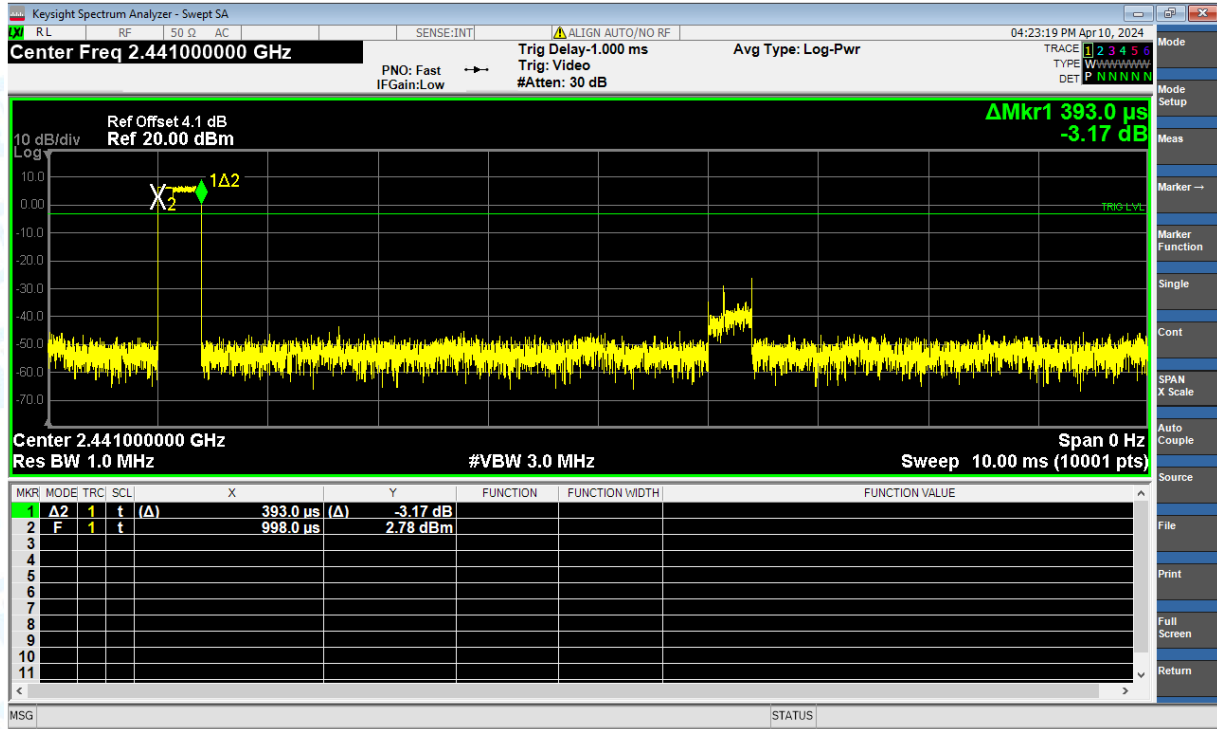 Keysight Spectrum Analyzer - Swept SA
LXI RL RF 50 Ω AC SENSE:INT ALIGN AUTO/NO RF 04:23:19 PM Apr 10, 2024
Center Freq 2.441000000 GHz
Trig Delay-1.000 ms Avg Type: Log-Pwr TRACE 1 2 3 4 5 6
PNO: Fast Trig: Video TYPE WWWWWW
IFGain:Low #Atten: 30 dB DET P N N N N N
Mode
Mode Setup
Meas
Marker →
Marker Function
Single
Cont
SPAN X Scale
Auto Couple
Source
File
Print
Full Screen
Return
ΔMkr1 393.0 µs
-3.17 dB
Ref Offset 4.1 dB
10 dB/div Ref 20.00 dBm
Log
10.0
0.00
-10.0
-20.0
-30.0
-40.0
-50.0
-60.0
-70.0
X2
1Δ2
TRIG LVL
Center 2.441000000 GHz Span 0 Hz
Res BW 1.0 MHz #VBW 3.0 MHz Sweep 10.00 ms (10001 pts)
MKR MODE TRC SCL X Y FUNCTION FUNCTION WIDTH FUNCTION VALUE
1 Δ2 1 t (Δ) 393.0 µs (Δ) -3.17 dB
2 F 1 t 998.0 µs 2.78 dBm
3
4
5
6
7
8
9
10
11
MSG STATUS